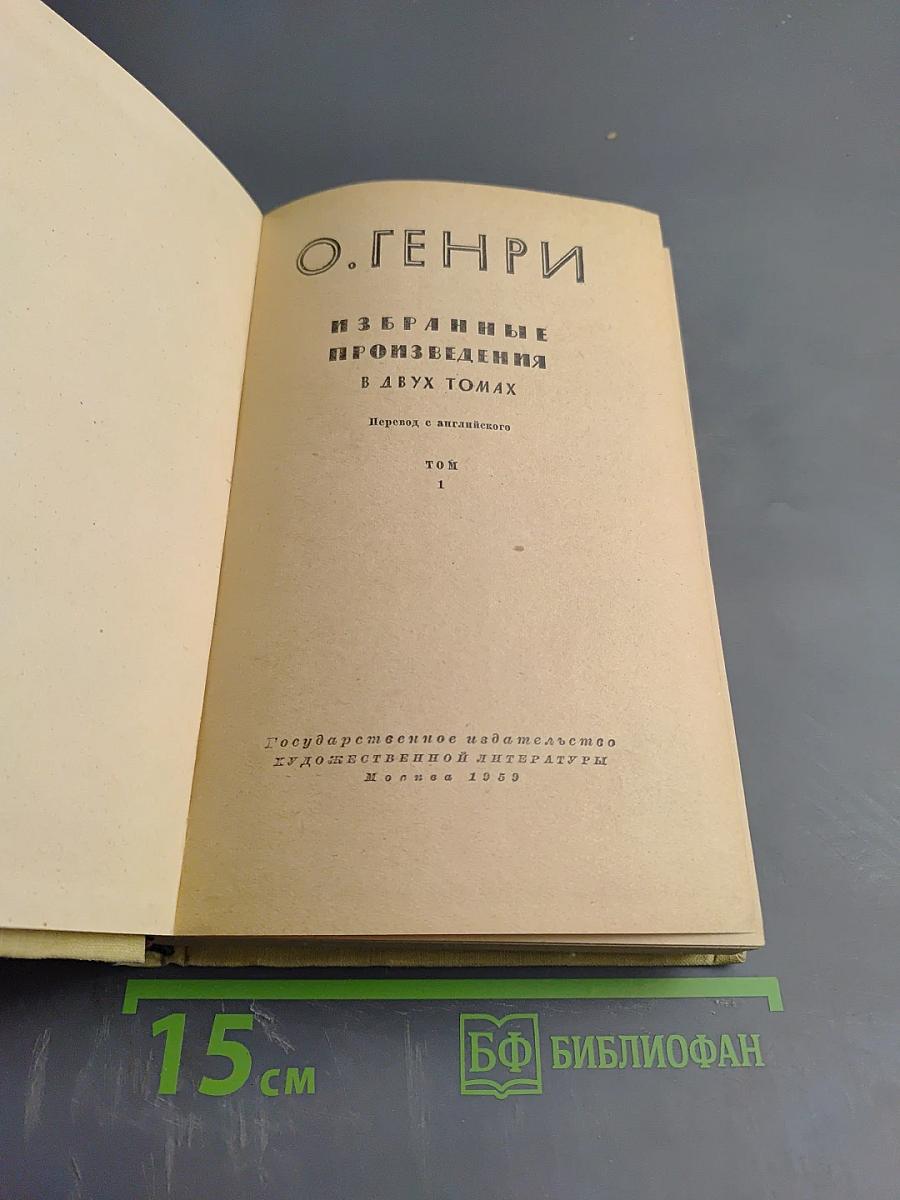 О. ГЕНРИ
ИЗБРАННЫЕ
ПРОИЗВЕДЕНИЯ
В ДВУХ ТОМАХ
Перевод с английского
ТОМ
1
Государственное издательство
ХУДОЖЕСТВЕННОЙ ЛИТЕРАТУРЫ
Москва 1959
15 см
БФ БИБЛИОФАН